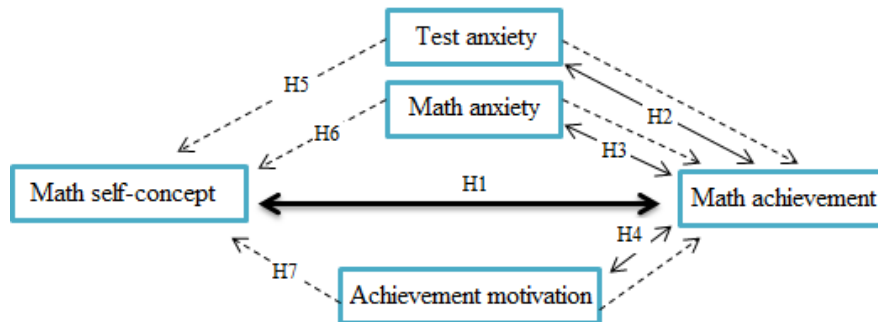 Test anxiety
H5
H2
Math anxiety
H6
H3
Math self-concept
H1
Math achievement
H4
H7
Achievement motivation